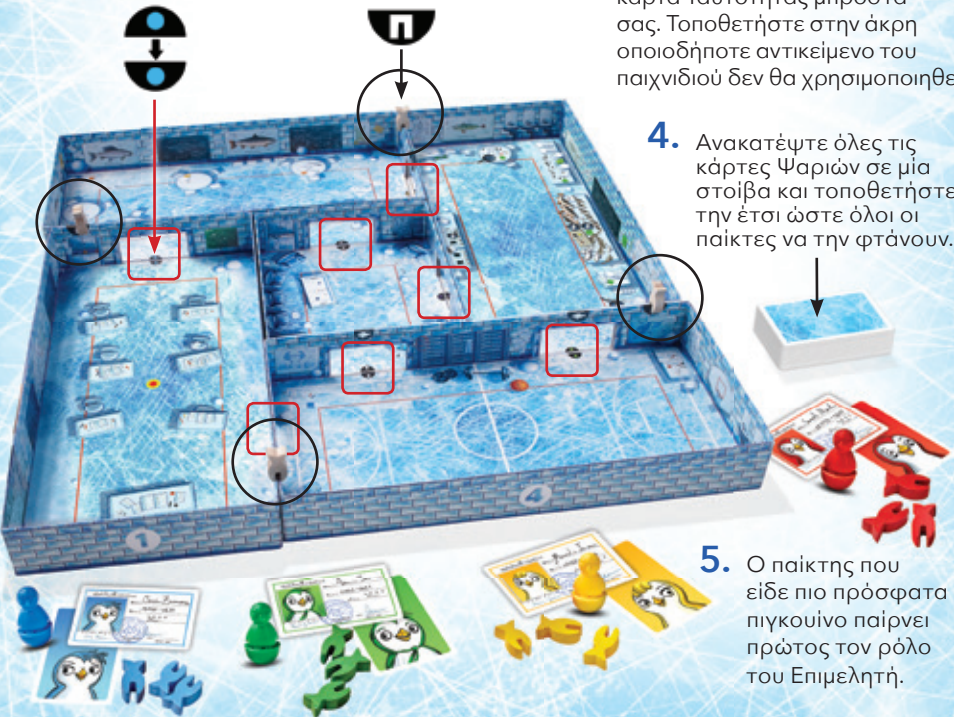 κάρτα ταυτότητας μπροστά
σας. Τοποθετήστε στην άκρη
οποιοδήποτε αντικείμενο του
παιχνιδιού δεν θα χρησιμοποιηθε
4. Ανακατέψτε όλες τις
κάρτες Ψαριών σε μία
στοίβα και τοποθετήστε
την έτσι ώστε όλοι οι
παίκτες να την φτάνουν.
5. Ο παίκτης που
είδε πιο πρόσφατα
πιγκουίνο παίρνει
πρώτος τον ρόλο
του Επιμελητή.
1
4